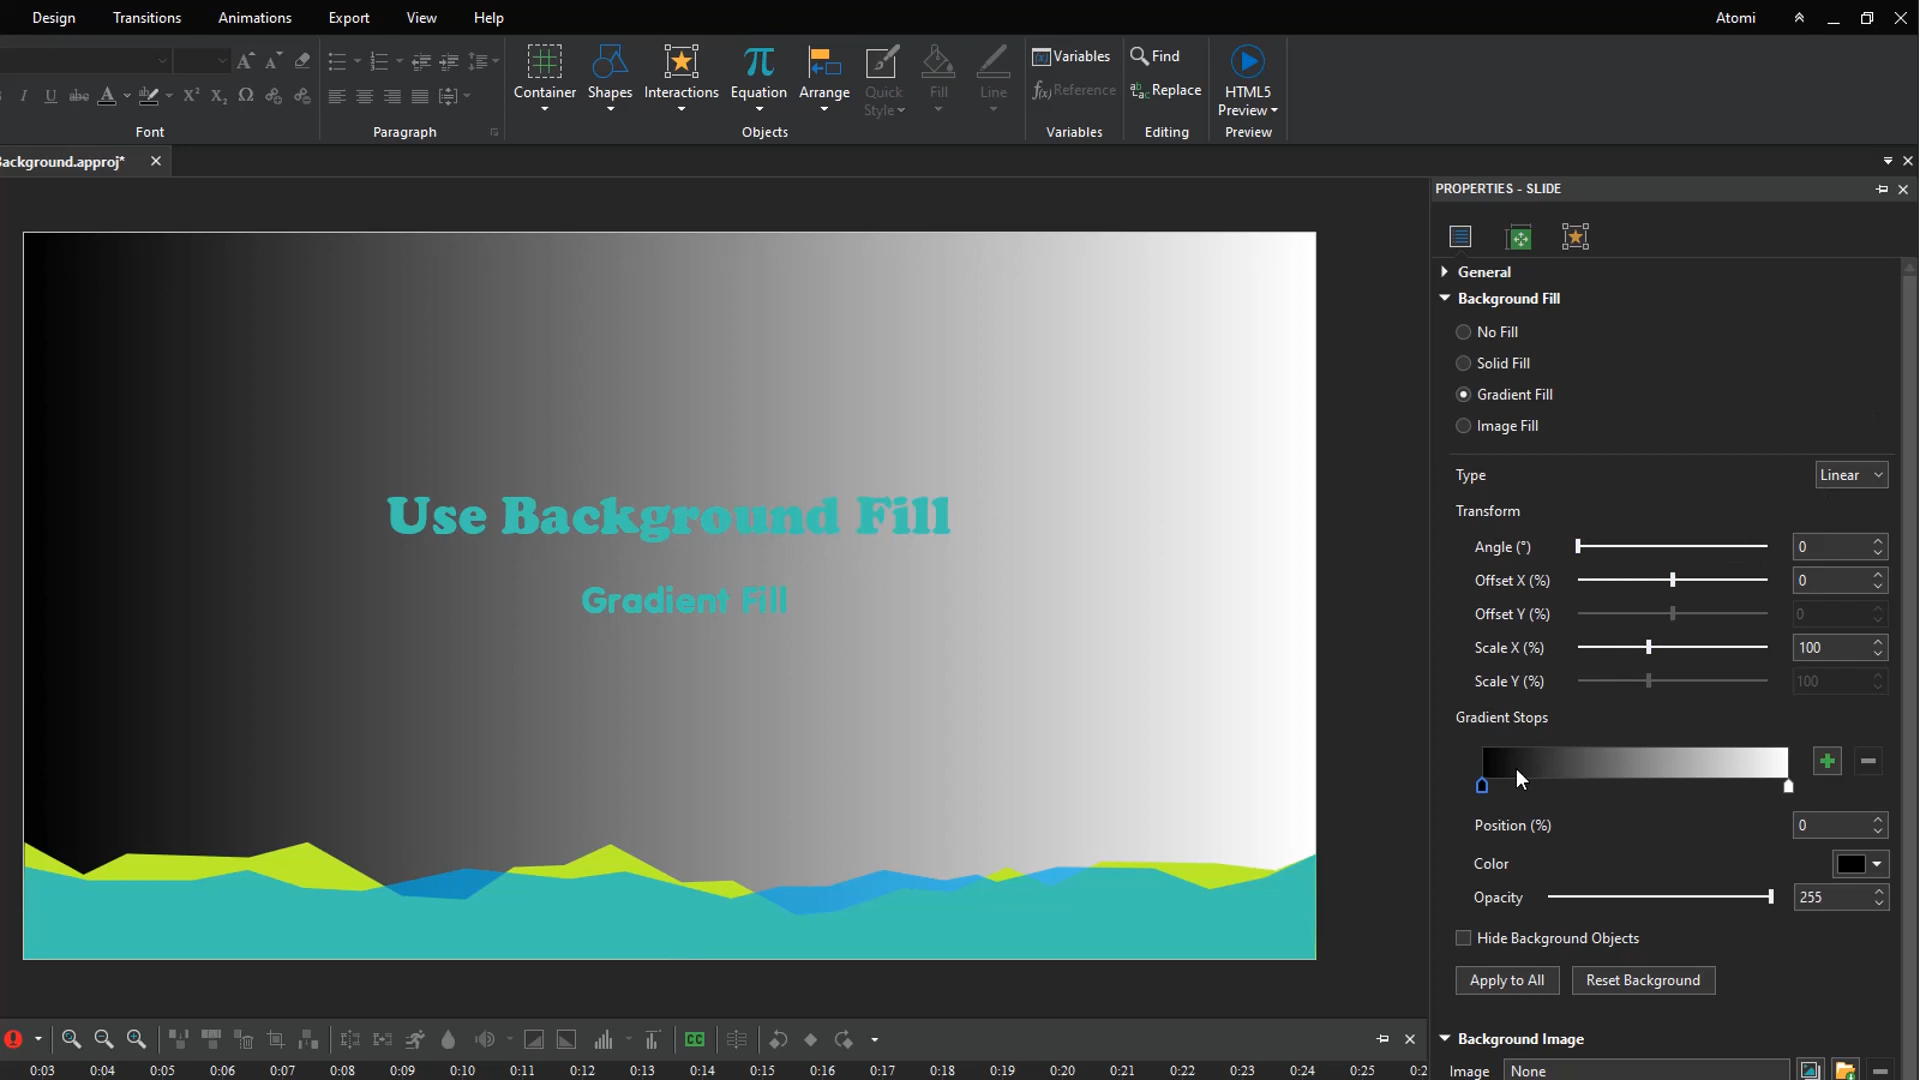 Design Transitions Animations Export View Help Atomi
Container Shapes Interactions Equation Arrange Quick Style Fill Line
Variables Find
Reference Replace
HTML5 Preview
Font Paragraph Objects Variables Editing Preview
Background.approj*
PROPERTIES - SLIDE
General
Background Fill
No Fill
Solid Fill
Gradient Fill
Image Fill
Type Linear
Transform
Angle (°) 0
Offset X (%) 0
Offset Y (%) 0
Scale X (%) 100
Scale Y (%) 100
Gradient Stops
Position (%) 0
Color
Opacity 255
Hide Background Objects
Apply to All Reset Background
Background Image
Image None
Use Background Fill
Gradient Fill
CC
0:03 0:04 0:05 0:06 0:07 0:08 0:09 0:10 0:11 0:12 0:13 0:14 0:15 0:16 0:17 0:18 0:19 0:20 0:21 0:22 0:23 0:24 0:25 0:2